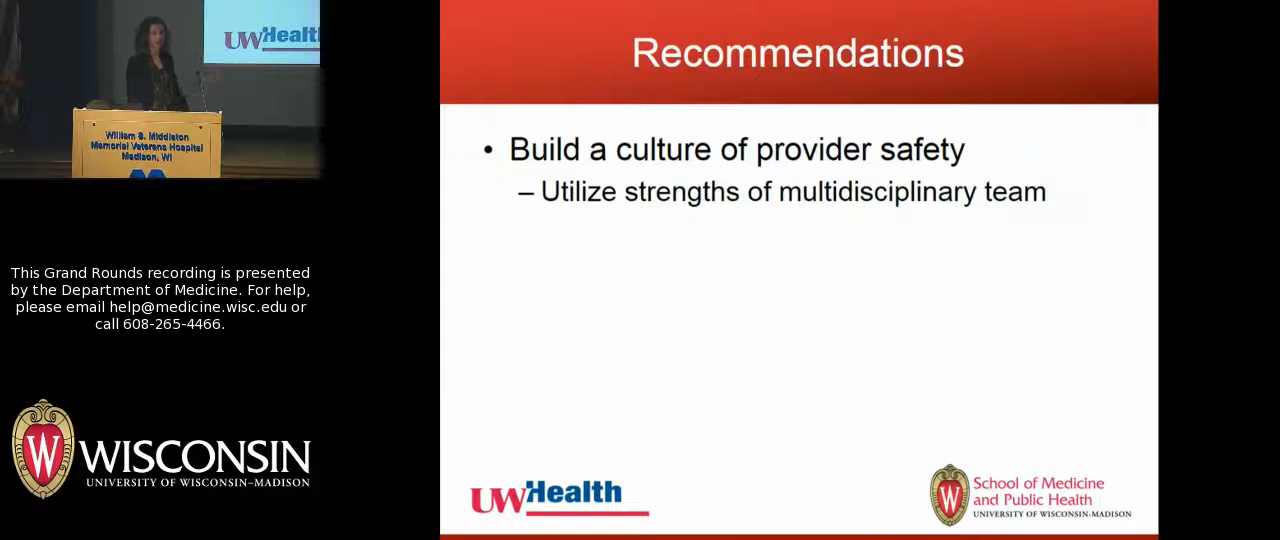 UWHealth
William S. Middleton
Memorial Veterans Hospital
Madison, WI
This Grand Rounds recording is presented
by the Department of Medicine. For help,
please email help@medicine.wisc.edu or
call 608-265-4466.
W WISCONSIN
UNIVERSITY OF WISCONSIN–MADISON
Recommendations
• Build a culture of provider safety
– Utilize strengths of multidisciplinary team
UWHealth
W School of Medicine
and Public Health
UNIVERSITY OF WISCONSIN-MADISON